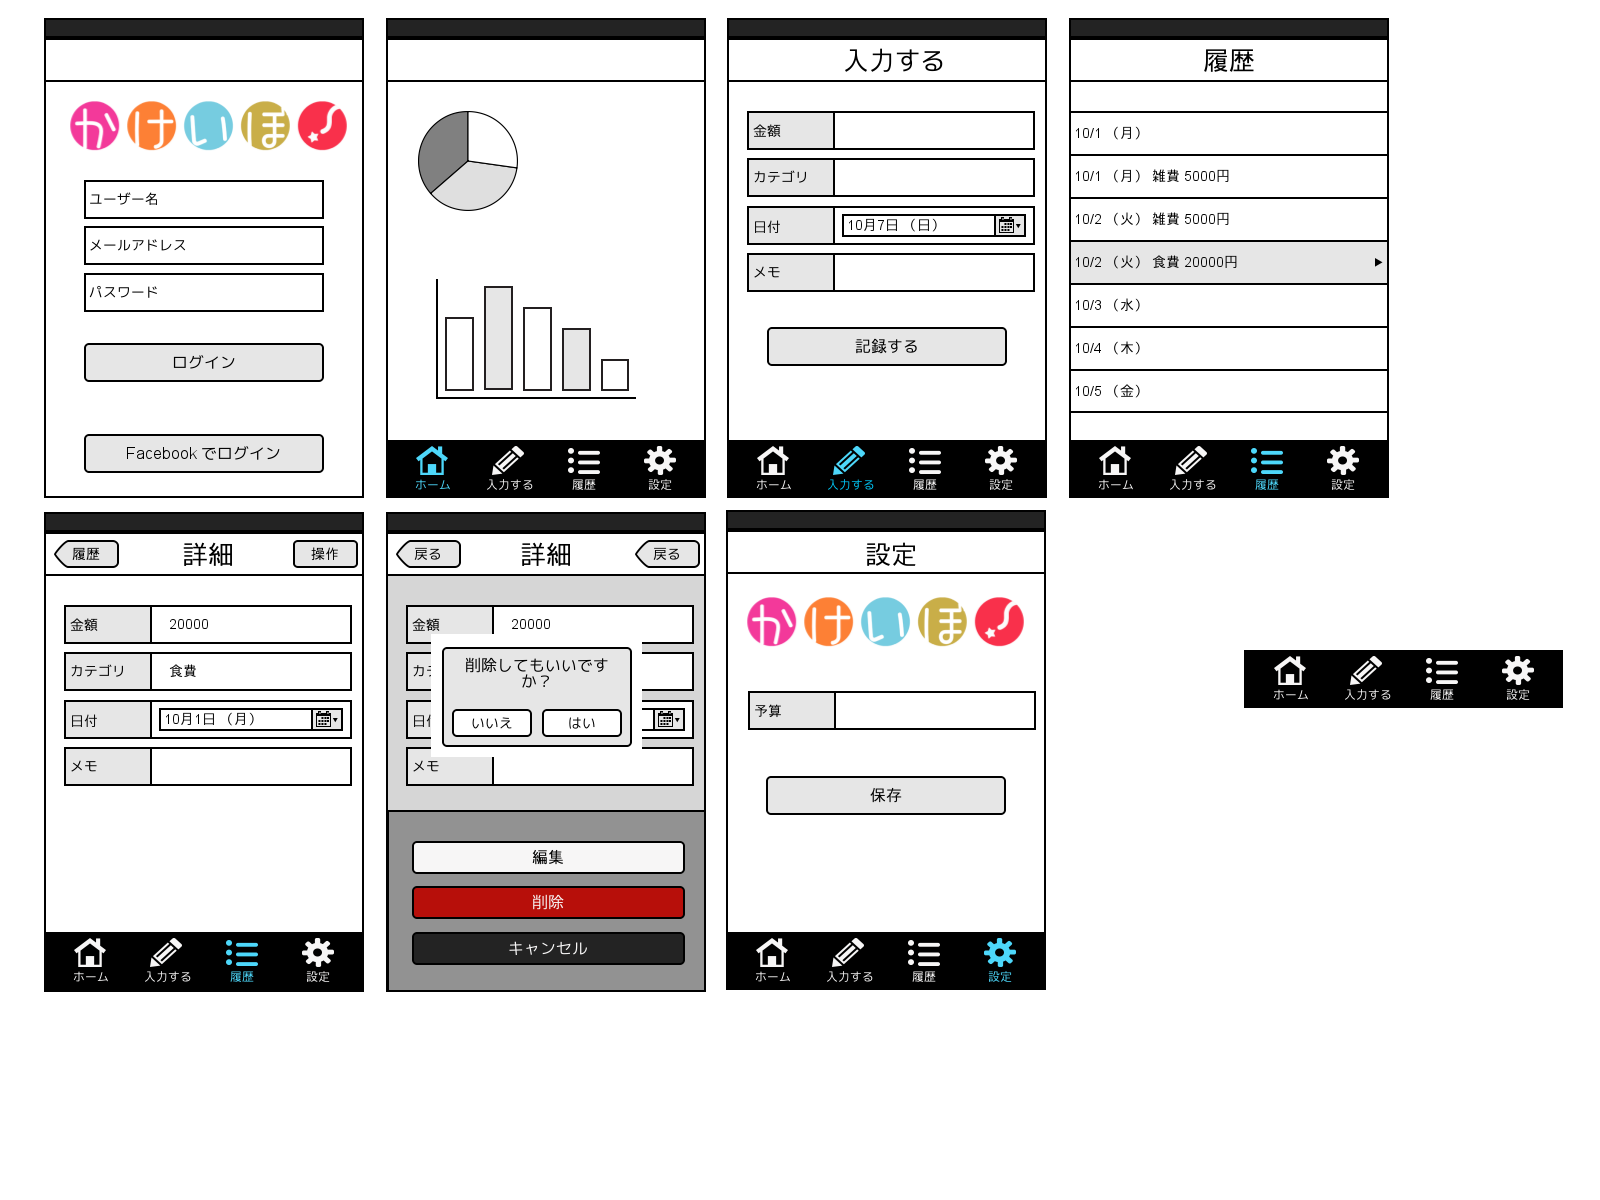 かけいぼ
ユーザー名
メールアドレス
パスワード
ログイン
Facebook でログイン
ホーム
入力する
履歴
設定
入力する
金額
カテゴリ
日付 10月7日 （日）
メモ
記録する
ホーム
入力する
履歴
設定
履歴
10/1 （月）
10/1 （月） 雑費 5000円
10/2 （火） 雑費 5000円
10/2 （火） 食費 20000円
10/3 （水）
10/4 （木）
10/5 （金）
ホーム
入力する
履歴
設定
履歴
詳細
操作
金額 20000
カテゴリ 食費
日付 10月1日 （月）
メモ
ホーム
入力する
履歴
設定
戻る
詳細
戻る
金額 20000
カテ
日付
メモ
削除してもいいです
か？
いいえ
はい
編集
削除
キャンセル
設定
かけいぼ
予算
保存
ホーム
入力する
履歴
設定
ホーム
入力する
履歴
設定